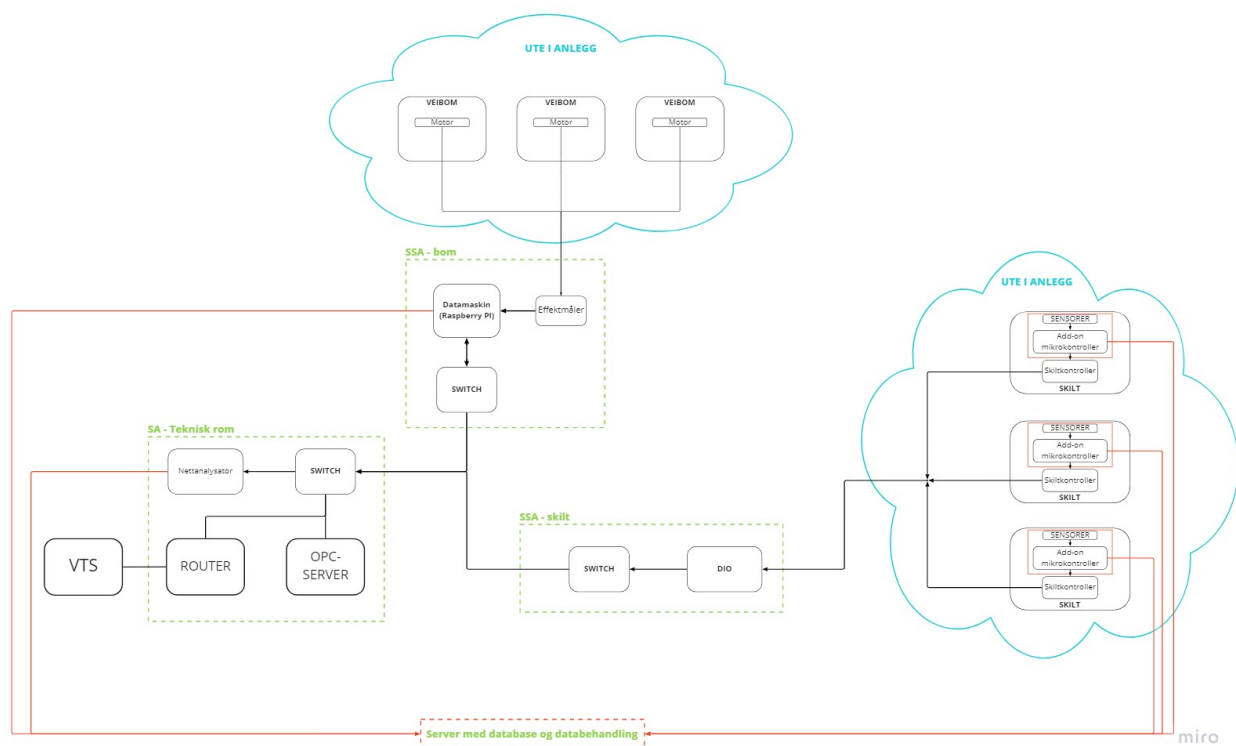 UTE I ANLEGG
VEIBOM
Motor
VEIBOM
Motor
VEIBOM
Motor
SSA - bom
Datamaskin
(Raspberry PI)
Effektmåler
SWITCH
SA - Teknisk rom
Nettanalysator
SWITCH
VTS
ROUTER
OPC-
SERVER
SSA - skilt
SWITCH
DIO
UTE I ANLEGG
SENSORER
Add-on
mikrokontroller
Skiltkontroller
SKILT
SENSORER
Add-on
mikrokontroller
Skiltkontroller
SKILT
SENSORER
Add-on
mikrokontroller
Skiltkontroller
SKILT
Server med database og databehandling
miro